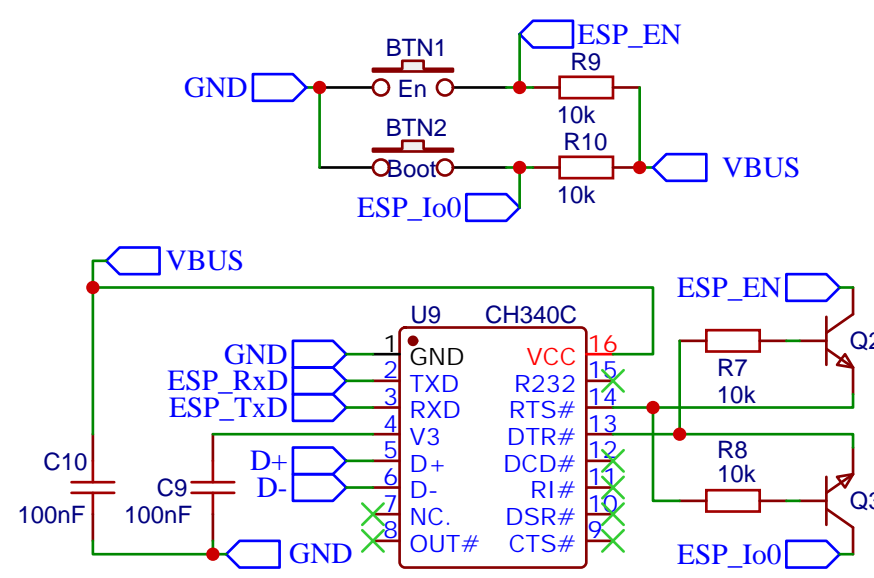 ESP_EN
BTN1
R9
GND
En
10k
BTN2
R10
Boot
VBUS
10k
ESP_Io0
VBUS
ESP_EN
U9 CH340C
Q2
1 GND VCC 16
GND
2 TXD R232 15
ESP_RxD
R7
3 RXD RTS# 14
ESP_TxD
10k
4 V3 DTR# 13
R8
C10
D+
5 D+ DCD# 12
10k
C9
D-
6 D- RI# 11
Q3
100nF
100nF
7 NC. DSR# 10
8 OUT# CTS# 9
GND
ESP_Io0